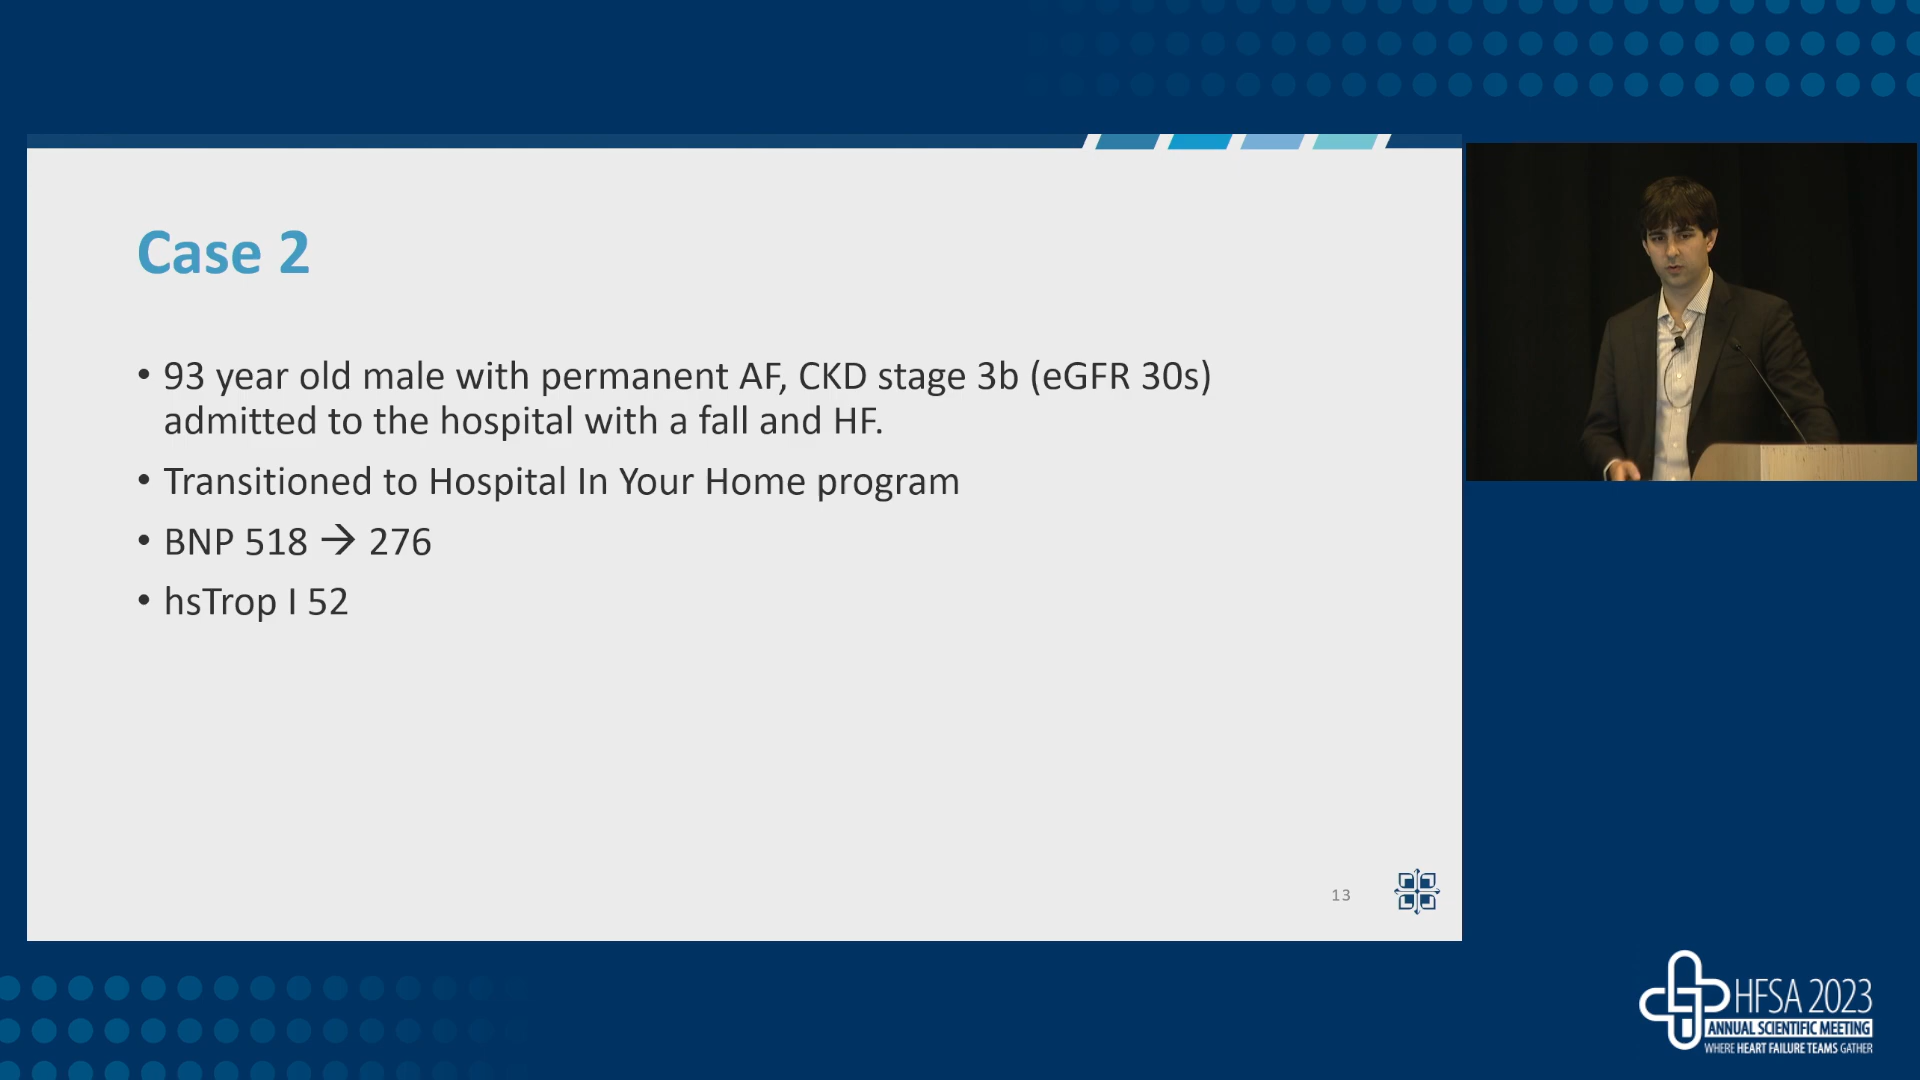 Case 2
• 93 year old male with permanent AF, CKD stage 3b (eGFR 30s)
admitted to the hospital with a fall and HF.
• Transitioned to Hospital In Your Home program
• BNP 518 → 276
• hsTrop I 52
13
HFSA 2023
ANNUAL SCIENTIFIC MEETING
WHERE HEART FAILURE TEAMS GATHER